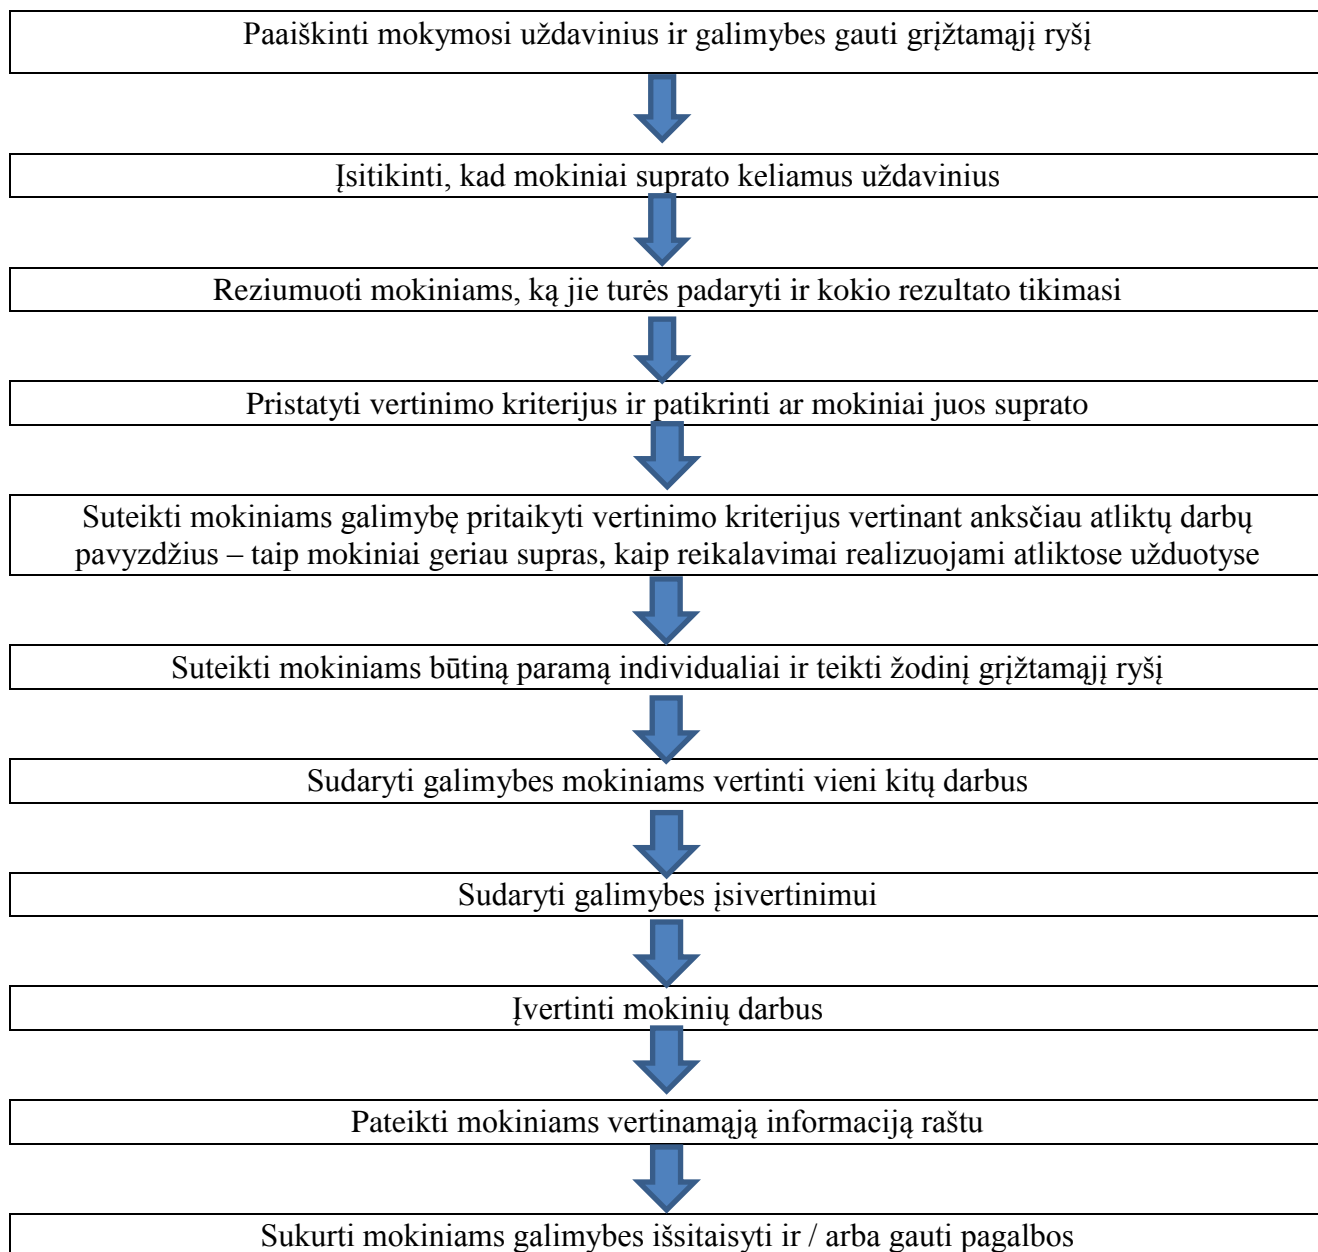 Paaiškinti mokymosi uždavinius ir galimybes gauti grįžtamąjį ryšį
Įsitikinti, kad mokiniai suprato keliamus uždavinius
Reziumuoti mokiniams, ką jie turės padaryti ir kokio rezultato tikimasi
Pristatyti vertinimo kriterijus ir patikrinti ar mokiniai juos suprato
Suteikti mokiniams galimybę pritaikyti vertinimo kriterijus vertinant anksčiau atliktų darbų
pavyzdžius – taip mokiniai geriau supras, kaip reikalavimai realizuojami atliktose užduotyse
Suteikti mokiniams būtiną paramą individualiai ir teikti žodinį grįžtamąjį ryšį
Sudaryti galimybes mokiniams vertinti vieni kitų darbus
Sudaryti galimybes įsivertinimui
Įvertinti mokinių darbus
Pateikti mokiniams vertinamąją informaciją raštu
Sukurti mokiniams galimybes išsitaisyti ir / arba gauti pagalbos